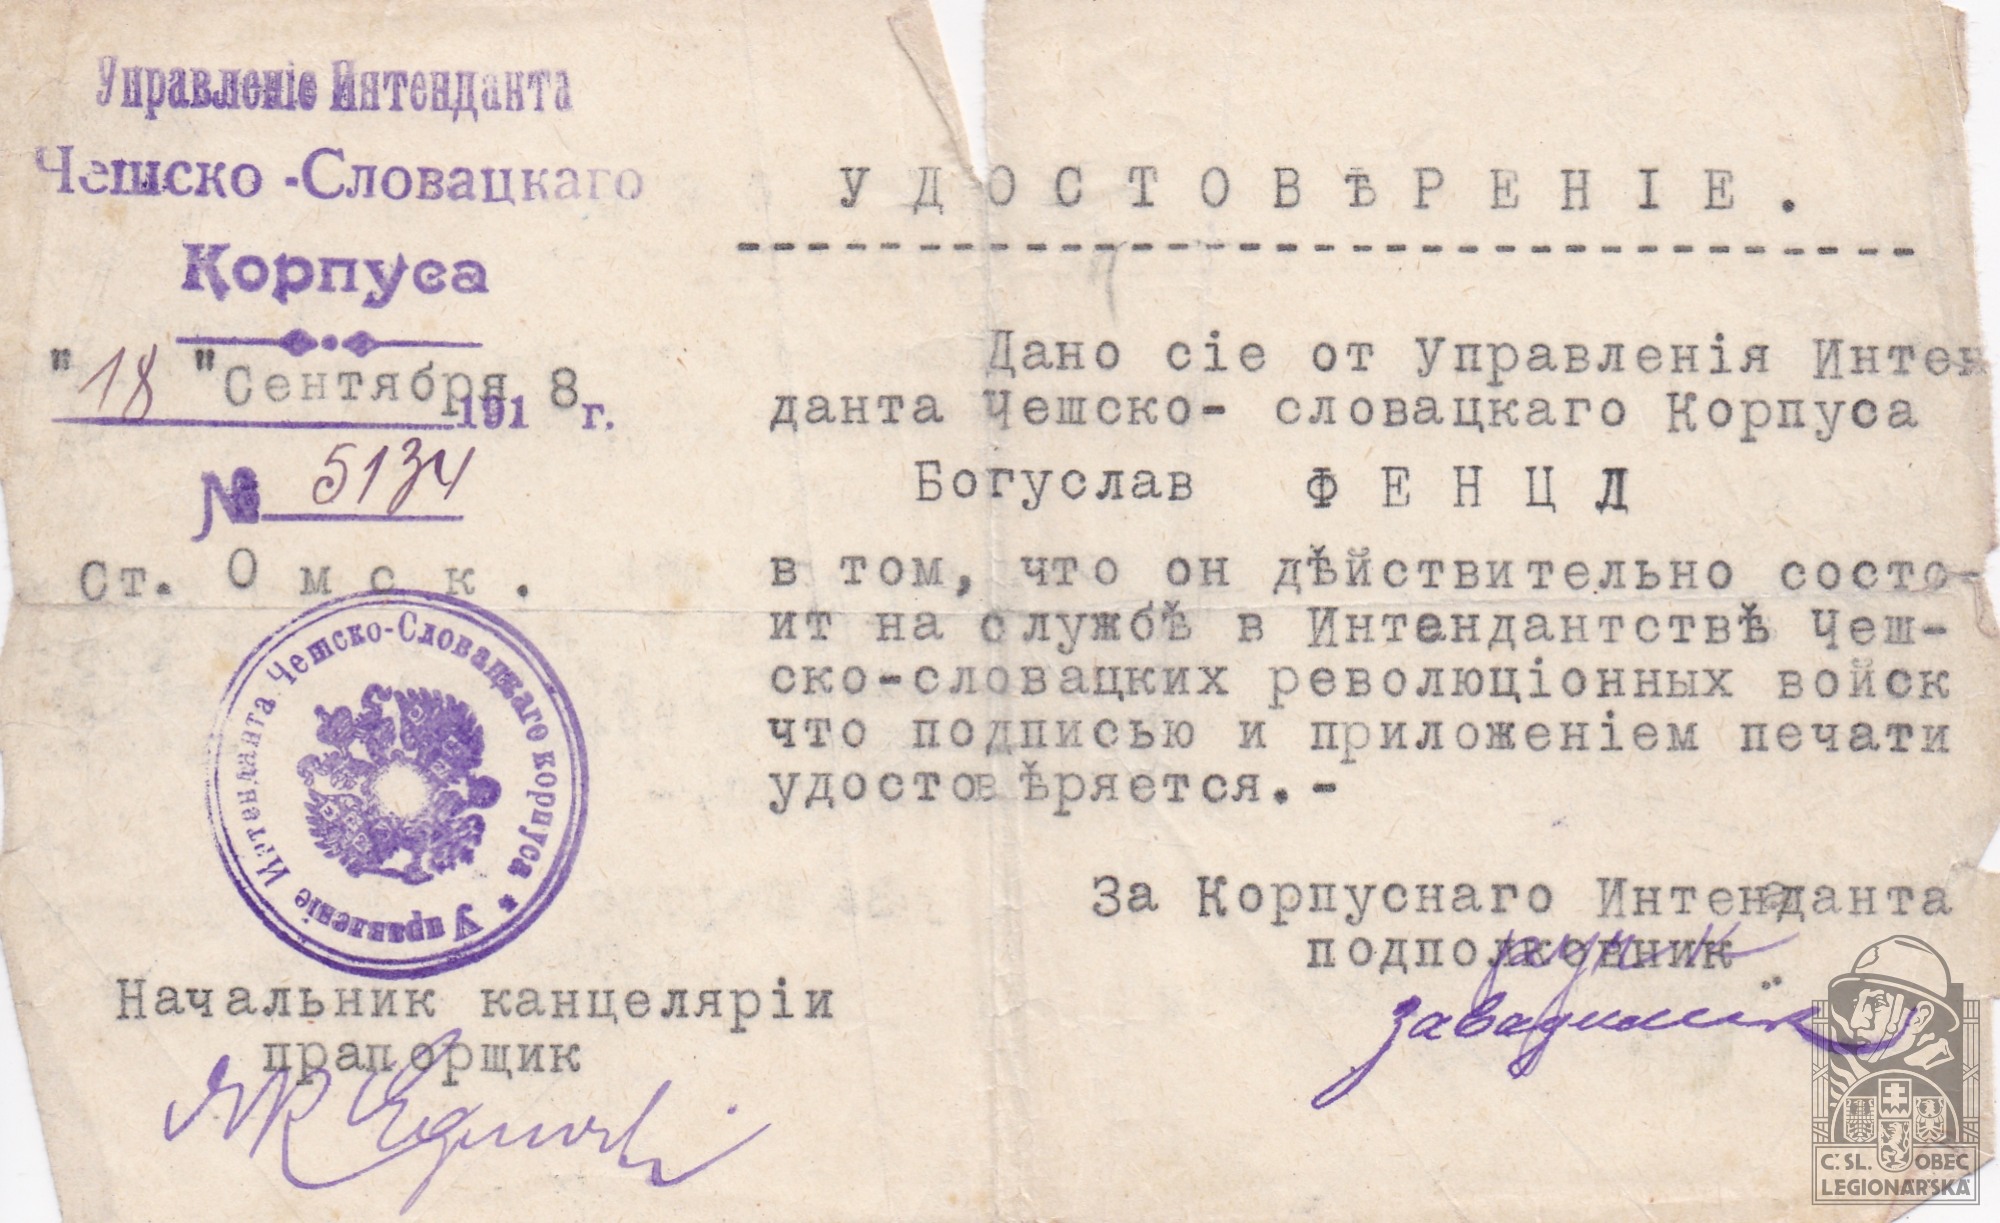 Управленіе Интенданта
Чешско-Словацкаго
Корпуса
"18 "Сентября 1918 г.
№ 5134
Ст. Омск.
Управленіе Интенданта Чешско-Словацкаго корпуса *
Начальник канцеляріи
прапорщик
УДОСТОВѢРЕНІЕ.
--------------------------------
Дано сіе от Управленія Интен
данта Чешско- словацкаго Корпуса
Богуслав ФЕНЦЛ
в том, что он дѣйствительно состо-
ит на службѣ в Интендантствѣ Чеш-
ско-словацких революціонных войск
что подписью и приложеніем печати
удостовѣряется.-
За Корпуснаго Интенданта
подполковник
Č.SL. OBEC
LEGIONÁŘSKÁ